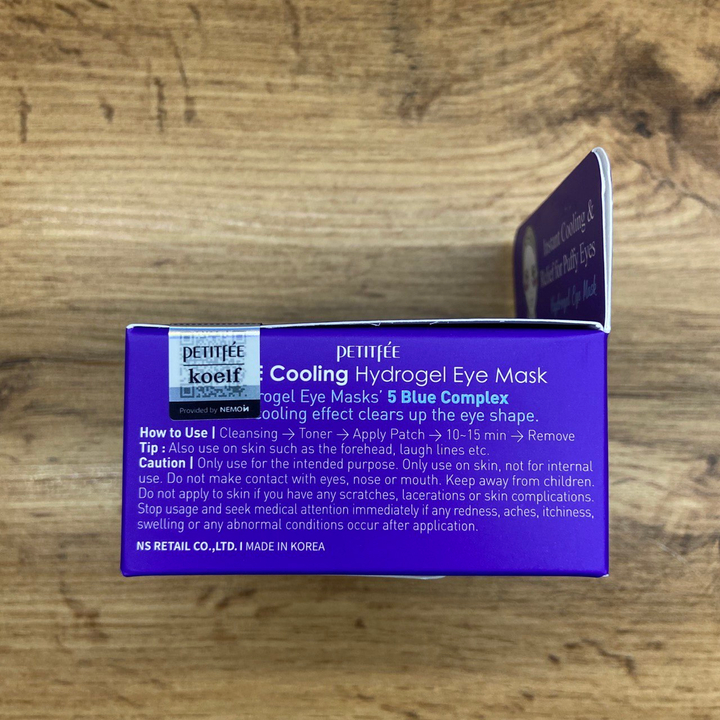 Instant Cooling &
Relief for Puffy Eyes
Hydrogel Eye Mask
PETITFÉE
koelf
Provided by NEMO
PETITFÉE
E Cooling Hydrogel Eye Mask
rogel Eye Masks' 5 Blue Complex
cooling effect clears up the eye shape.
How to Use | Cleansing → Toner → Apply Patch → 10-15 min → Remove
Tip : Also use on skin such as the forehead, laugh lines etc.
Caution | Only use for the intended purpose. Only use on skin, not for internal
use. Do not make contact with eyes, nose or mouth. Keep away from children.
Do not apply to skin if you have any scratches, lacerations or skin complications.
Stop usage and seek medical attention immediately if any redness, aches, itchiness,
swelling or any abnormal conditions occur after application.
NS RETAIL CO.,LTD. I MADE IN KOREA